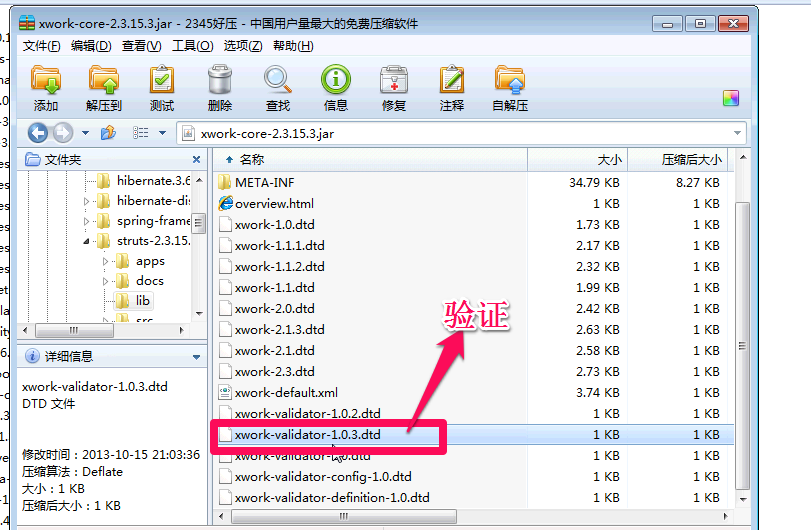 xwork-core-2.3.15.3.jar - 2345好压 - 中国用户量最大的免费压缩软件
文件(F) 编辑(D) 查看(V) 工具(O) 选项(Z) 帮助(H)
添加 解压到 测试 删除 查找 信息 修复 注释 自解压
xwork-core-2.3.15.3.jar
文件夹
名称 大小 压缩后大小
hibernate.3.6
hibernate-dis
spring-frame
struts-2.3.15.
apps
docs
lib
src
META-INF 34.79 KB 8.27 KB
overview.html 1 KB 1 KB
xwork-1.0.dtd 1.73 KB 1 KB
xwork-1.1.1.dtd 2.17 KB 1 KB
xwork-1.1.2.dtd 2.32 KB 1 KB
xwork-1.1.dtd 1.99 KB 1 KB
xwork-2.0.dtd 2.42 KB 1 KB
xwork-2.1.3.dtd 2.63 KB 1 KB
xwork-2.1.dtd 2.58 KB 1 KB
xwork-2.3.dtd 2.73 KB 1 KB
xwork-default.xml 3.74 KB 1 KB
xwork-validator-1.0.2.dtd 1 KB 1 KB
xwork-validator-1.0.3.dtd 1 KB 1 KB
1 KB 1 KB
xwork-validator-config-1.0.dtd 1 KB 1 KB
xwork-validator-definition-1.0.dtd 1 KB 1 KB
验证
详细信息
xwork-validator-1.0.3.dtd
DTD 文件
修改时间：2013-10-15 21:03:36
压缩算法：Deflate
大小：1 KB
压缩后大小：1 KB